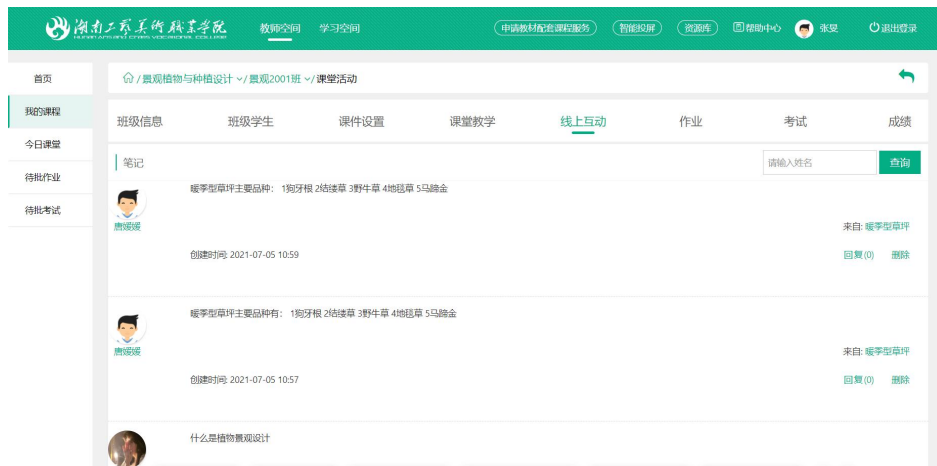 湖南工艺美术职业学院
HUNAN ARTS AND CRAFTS VOCATIONAL COLLEGE
教师空间 学习空间 申请教材配套课程服务 智能投屏 资源库 帮助中心 张旻 退出登录
首页
我的课程
今日课堂
待批作业
待批考试
/ 景观植物与种植设计 / 景观2001班 / 课堂活动
班级信息 班级学生 课件设置 课堂教学 线上互动 作业 考试 成绩
笔记 请输入姓名 查询
暖季型草坪主要品种： 1狗牙根 2结缕草 3野牛草 4地毯草 5马蹄金
唐媛媛
来自: 暖季型草坪
创建时间: 2021-07-05 10:59 回复(0) 删除
暖季型草坪主要品种有： 1狗牙根 2结缕草 3野牛草 4地毯草 5马蹄金
唐媛媛
来自: 暖季型草坪
创建时间: 2021-07-05 10:57 回复(0) 删除
什么是植物景观设计